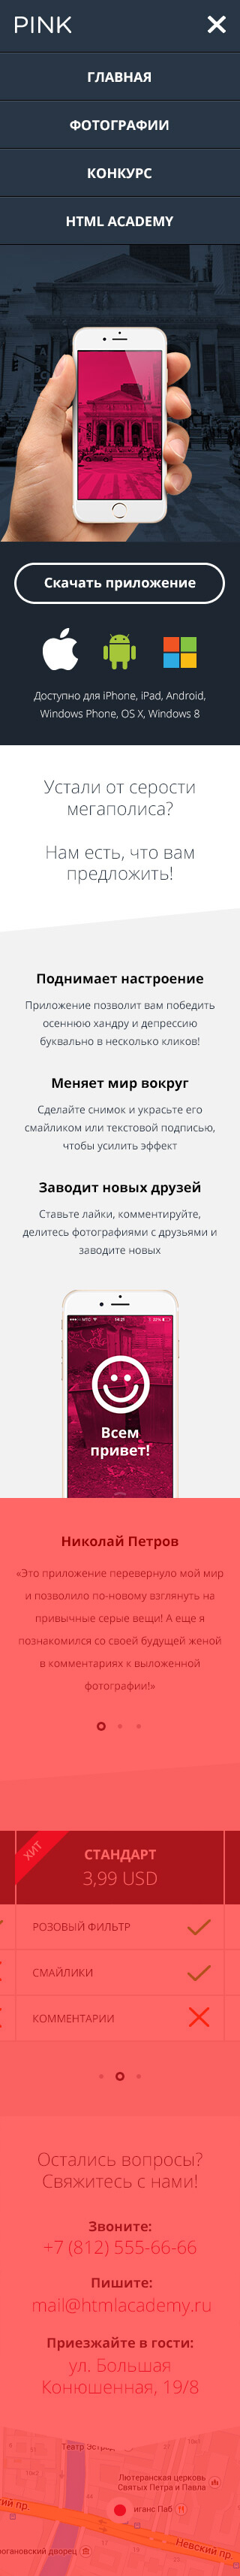 PINK
ГЛАВНАЯ
ФОТОГРАФИИ
КОНКУРС
HTML ACADEMY
Скачать приложение
Доступно для iPhone, iPad, Android,
Windows Phone, OS X, Windows 8
Устали от серости
мегаполиса?
Нам есть, что вам
предложить!
Поднимает настроение
Приложение позволит вам победить
осеннюю хандру и депрессию
буквально в несколько кликов!
Меняет мир вокруг
Сделайте снимок и украсьте его
смайликом или текстовой подписью,
чтобы усилить эффект
Заводит новых друзей
Ставьте лайки, комментируйте,
делитесь фотографиями с друзьями и
заводите новых
Всем
привет!
Николай Петров
«Это приложение перевернуло мой мир
и позволило по-новому взглянуть на
привычные серые вещи! А еще я
познакомился со своей будущей женой
в комментариях к выложенной
фотографии!»
ХИТ
СТАНДАРТ
3,99 USD
РОЗОВЫЙ ФИЛЬТР
СМАЙЛИКИ
КОММЕНТАРИИ
Остались вопросы?
Свяжитесь с нами!
Звоните:
+7 (812) 555-66-66
Пишите:
mail@htmlacademy.ru
Приезжайте в гости:
ул. Большая
Конюшенная, 19/8
Театр Эстра
Лютеранская церковь
Святых Петра и Павла
иганс Паб
ий пр.
Невский пр.
огановский дворец